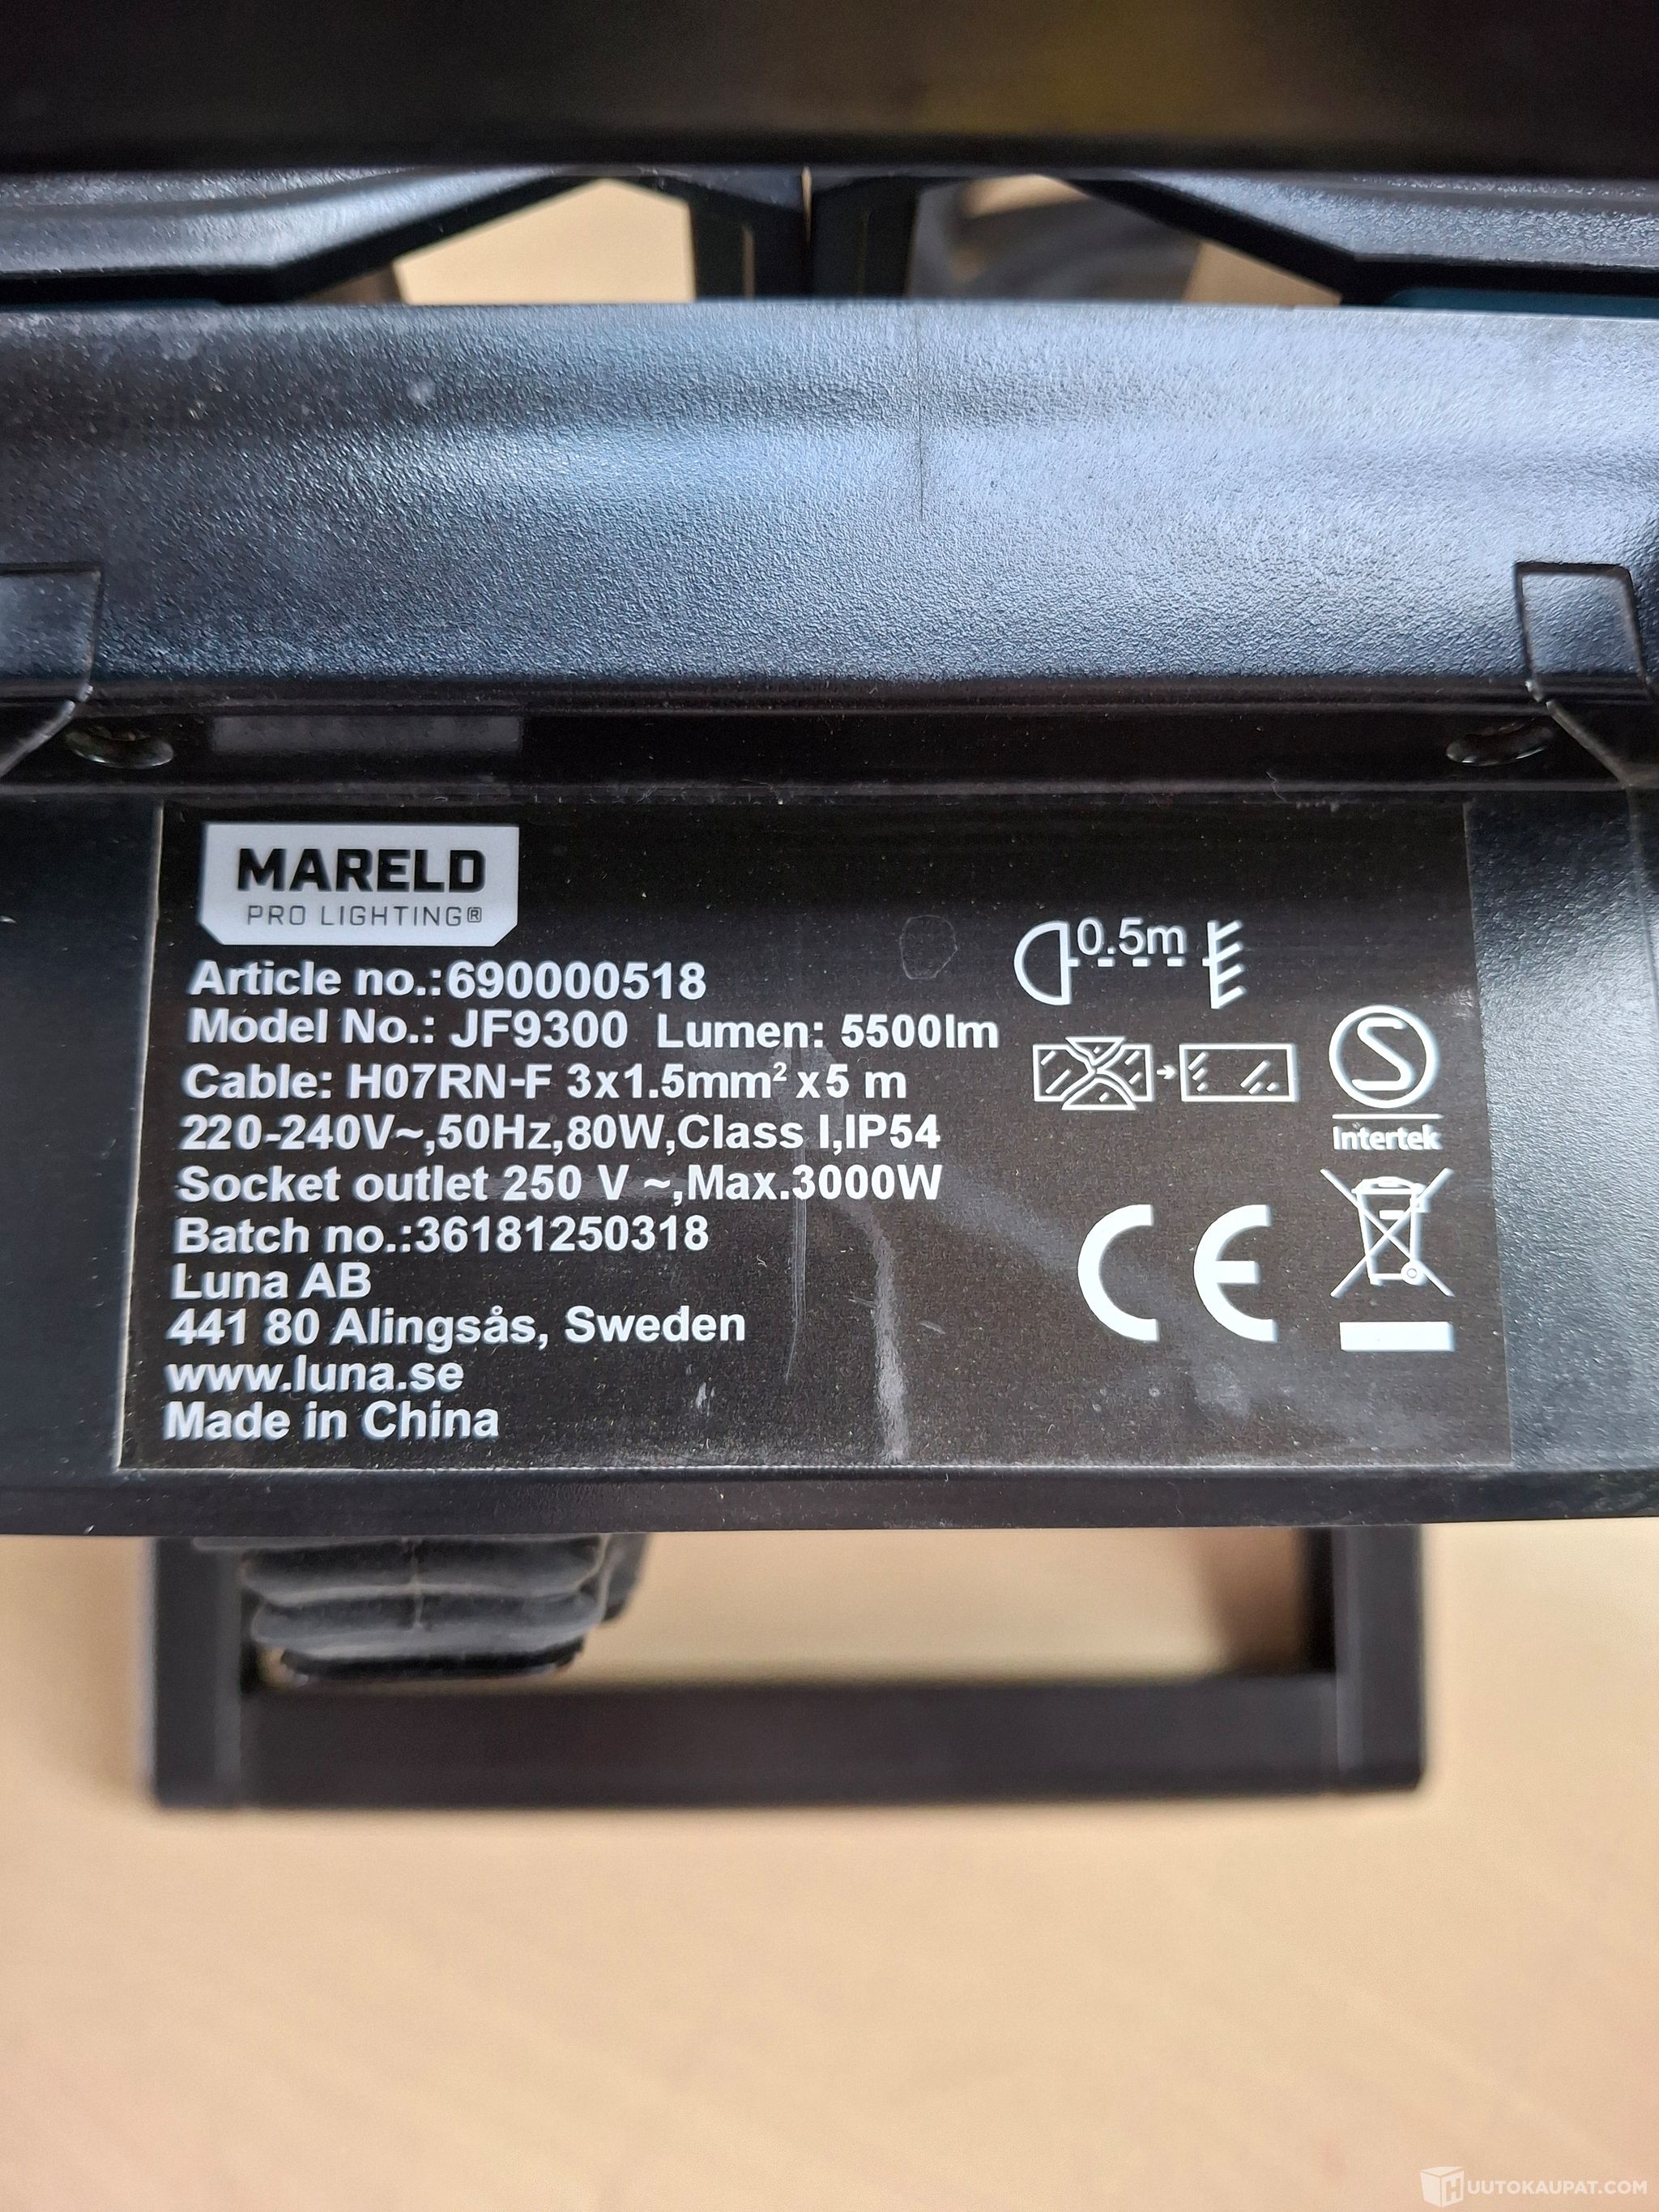 MARELD
PRO LIGHTING®
Article no.:690000518
Model No.: JF9300 Lumen: 5500lm
Cable: H07RN-F 3x1.5mm² x5 m
220-240V~,50Hz,80W,Class I,IP54
Socket outlet 250 V ~,Max.3000W
Batch no.:36181250318
Luna AB
441 80 Alingsås, Sweden
www.luna.se
Made in China
0.5m
S
Intertek
CE
HUUTOKAUPAT.COM